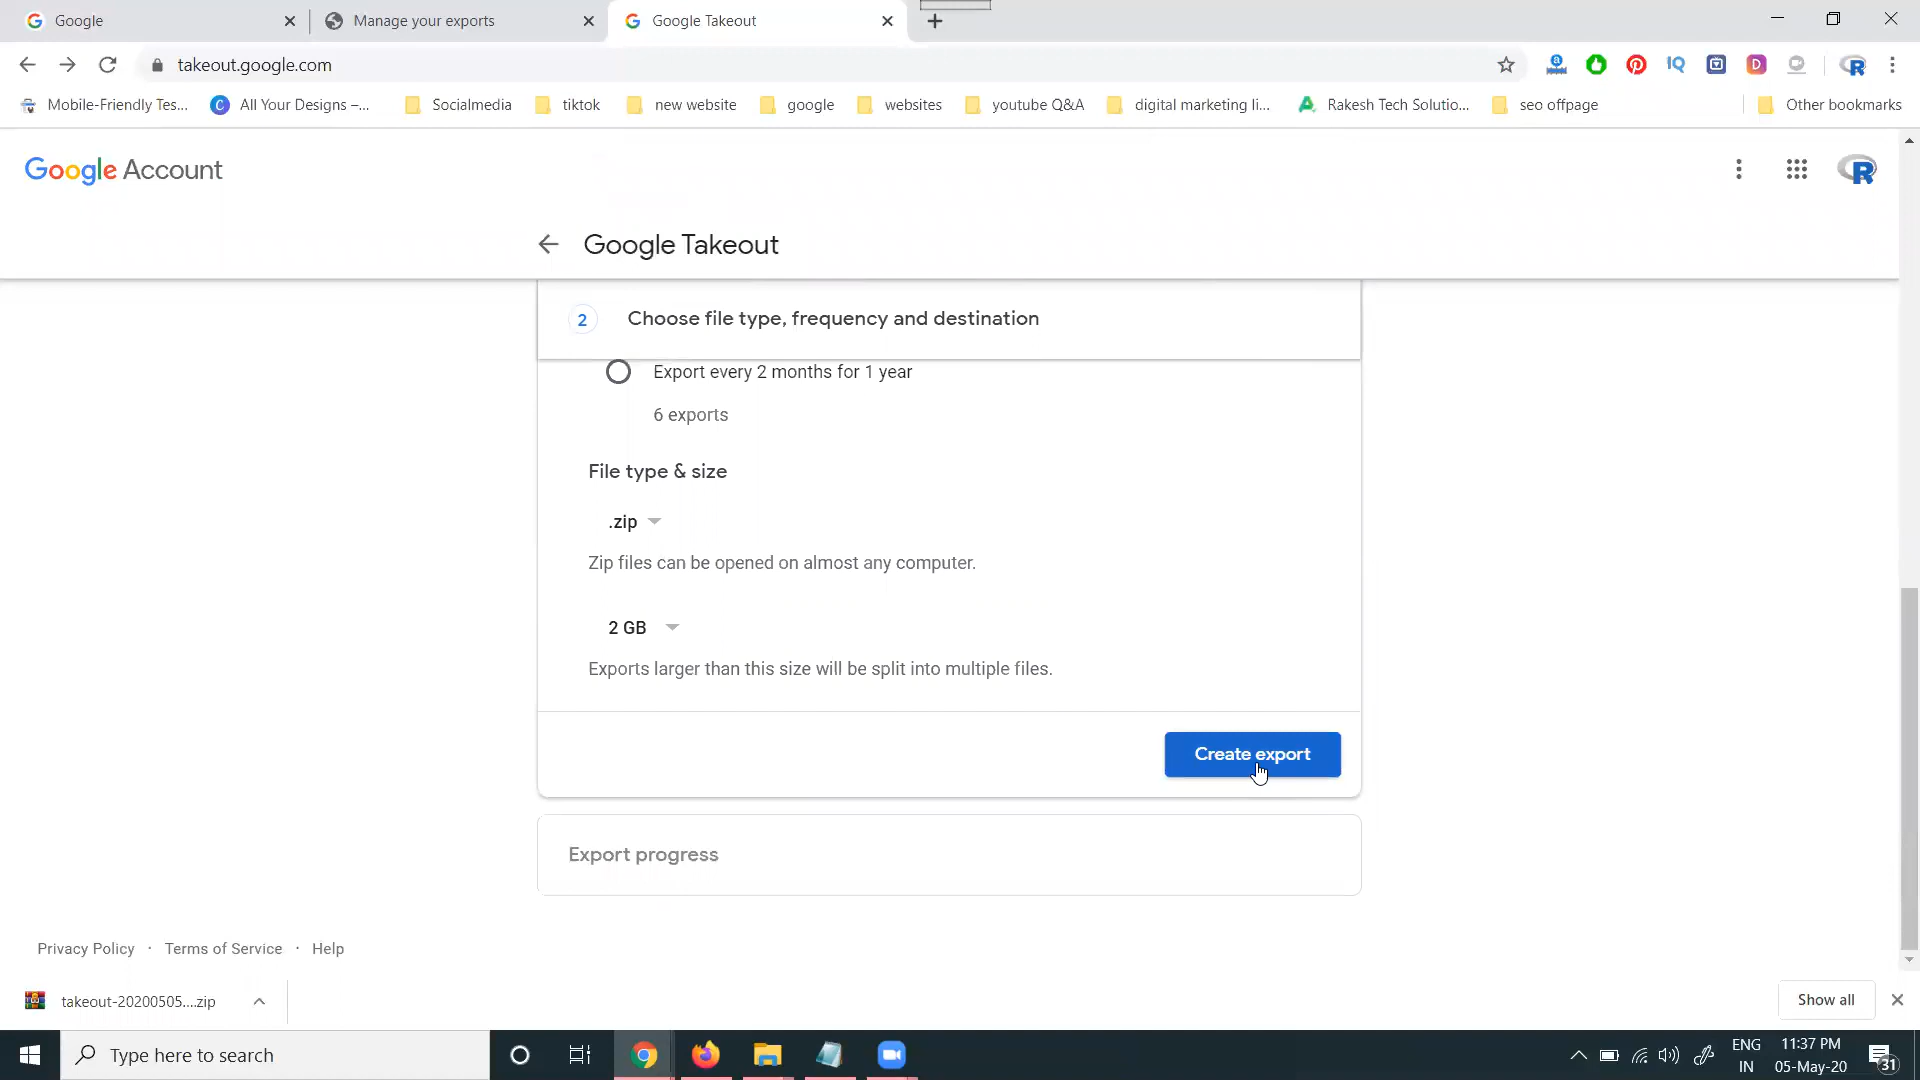 Google
Manage your exports
Google Takeout
takeout.google.com
Mobile-Friendly Tes...
All Your Designs –...
Socialmedia
tiktok
new website
google
websites
youtube Q&A
digital marketing li...
Rakesh Tech Solutio...
seo offpage
Other bookmarks
Google Account
Google Takeout
2
Choose file type, frequency and destination
Export every 2 months for 1 year
6 exports
File type & size
.zip
Zip files can be opened on almost any computer.
2 GB
Exports larger than this size will be split into multiple files.
Create export
Export progress
Privacy Policy · Terms of Service · Help
takeout-20200505....zip
Show all
Type here to search
ENG
IN
11:37 PM
05-May-20
31